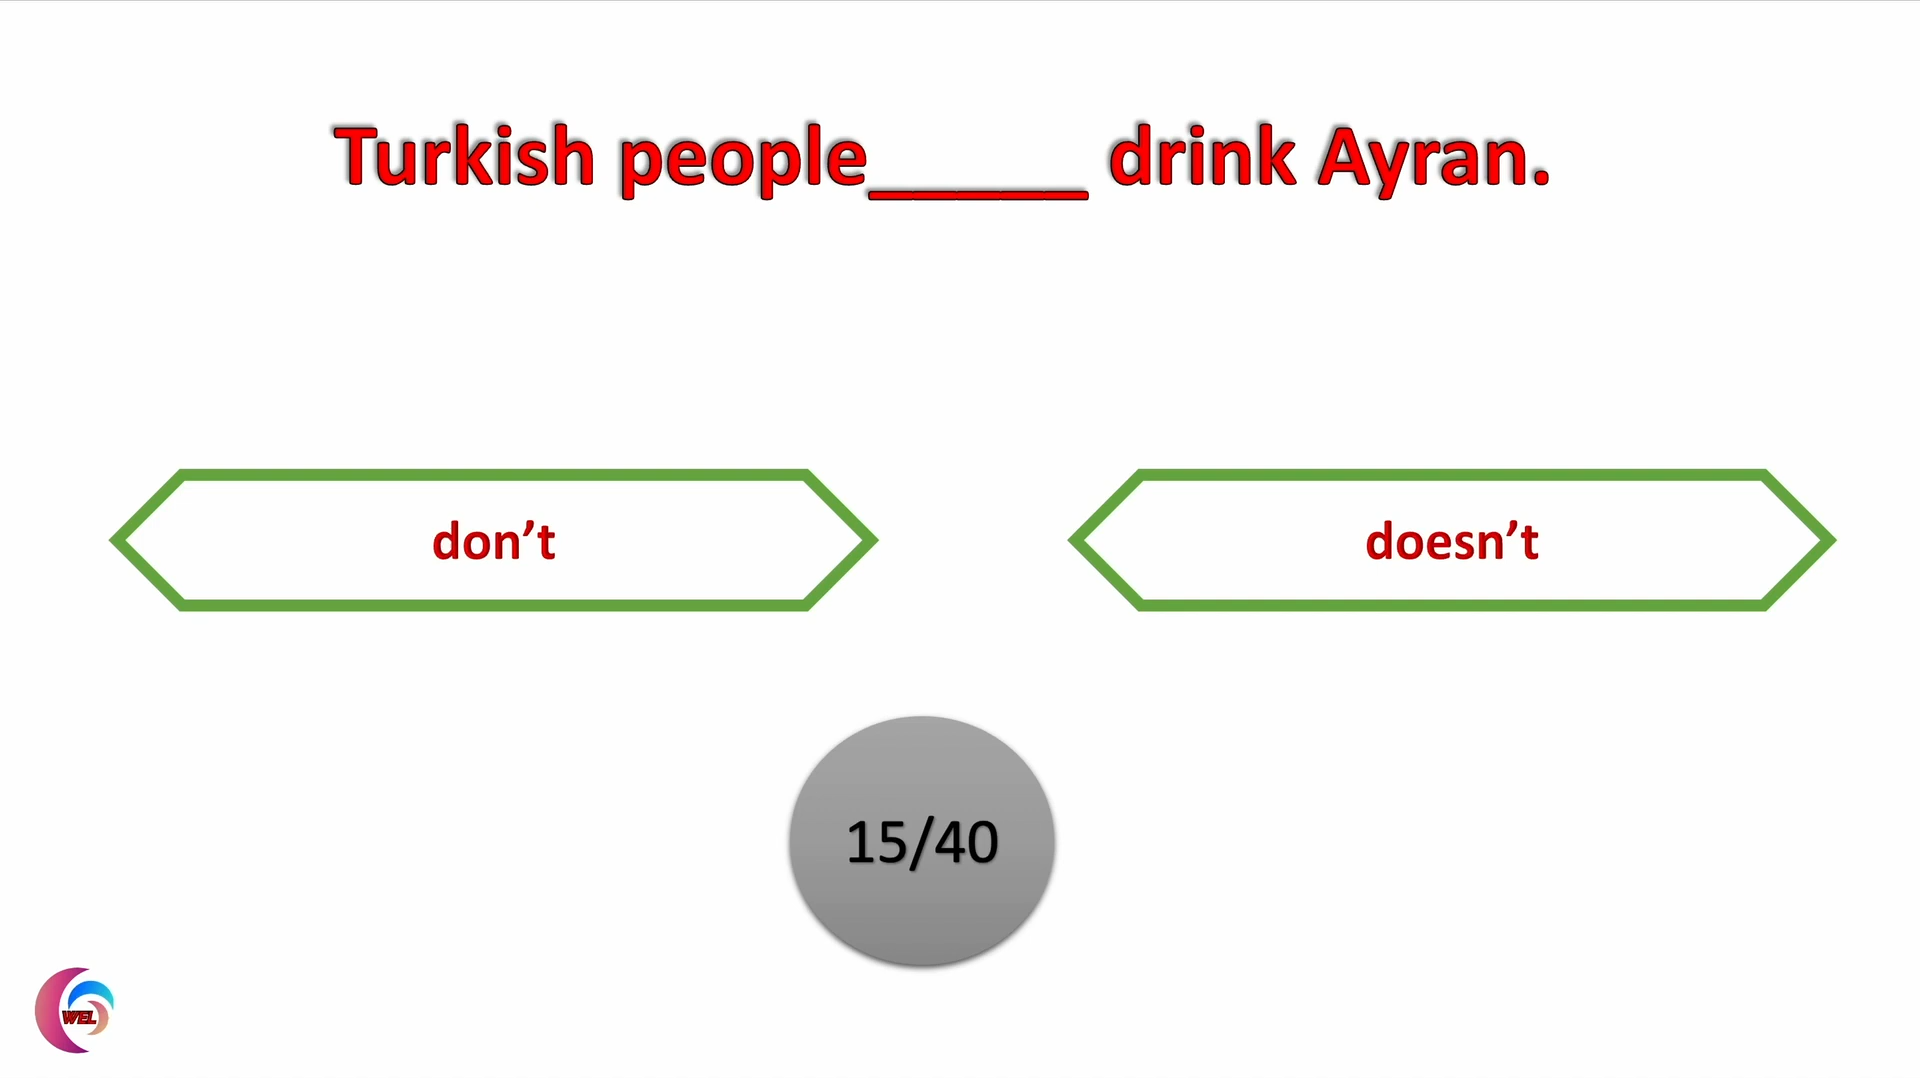 Turkish people_____ drink Ayran.
don’t
doesn’t
15/40
WEL